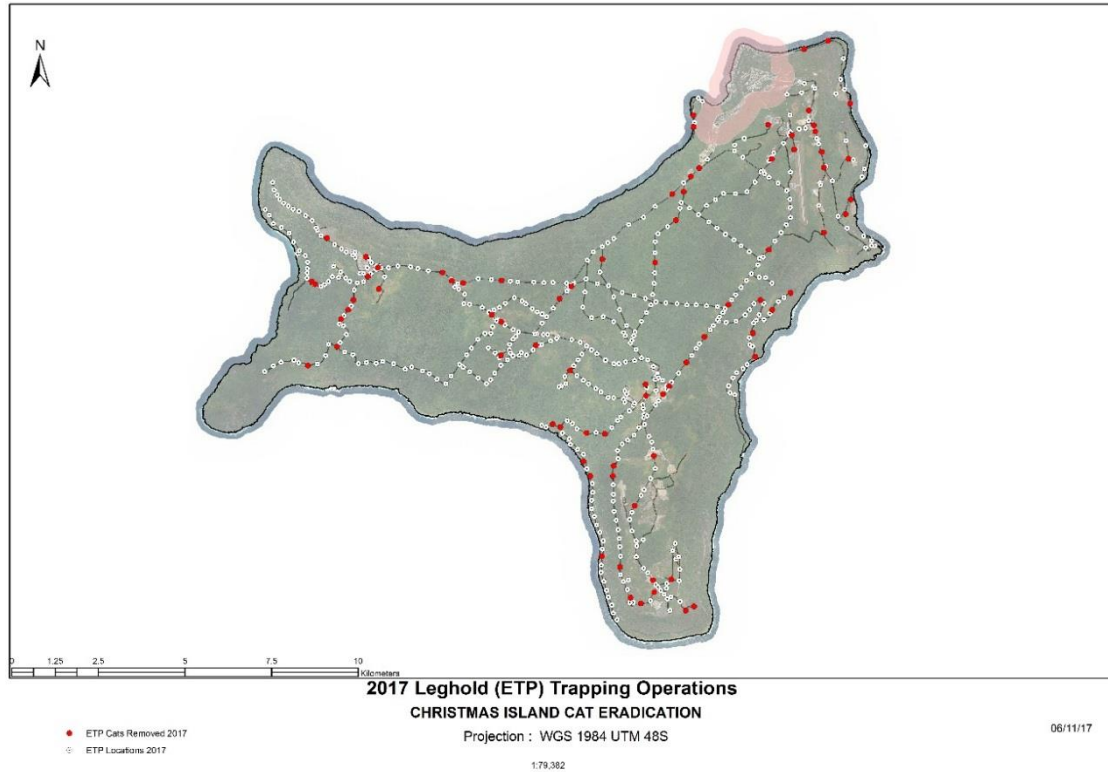 N
0 1.25 2.5 5 7.5 10
Kilometers
2017 Leghold (ETP) Trapping Operations
CHRISTMAS ISLAND CAT ERADICATION
Projection : WGS 1984 UTM 48S
06/11/17
ETP Cats Removed 2017
ETP Locations 2017
1:79,382